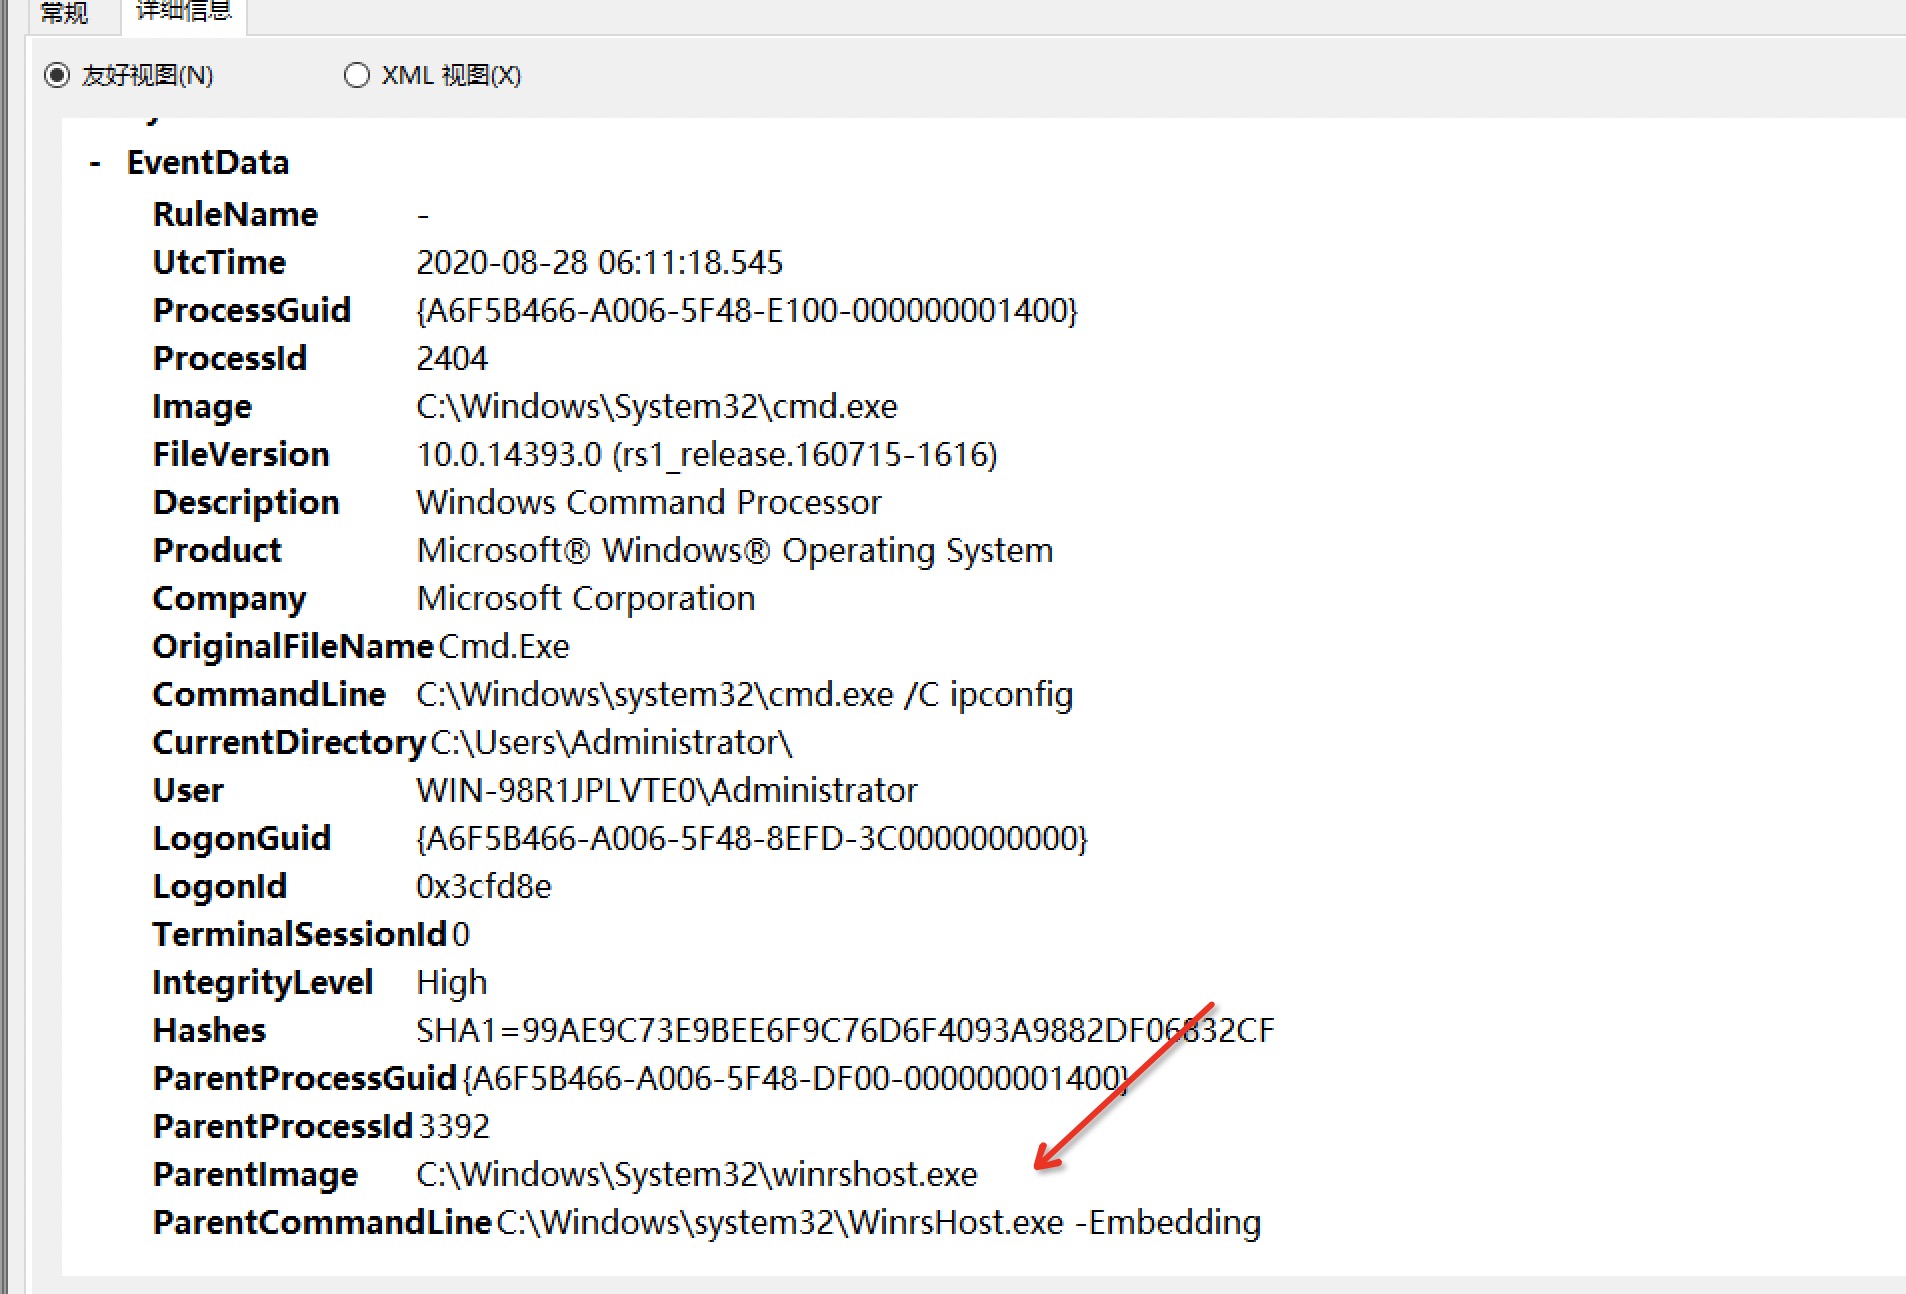 常规 详细信息
友好视图(N) XML 视图(X)
- EventData
RuleName -
UtcTime 2020-08-28 06:11:18.545
ProcessGuid {A6F5B466-A006-5F48-E100-000000001400}
ProcessId 2404
Image C:\Windows\System32\cmd.exe
FileVersion 10.0.14393.0 (rs1_release.160715-1616)
Description Windows Command Processor
Product Microsoft® Windows® Operating System
Company Microsoft Corporation
OriginalFileName Cmd.Exe
CommandLine C:\Windows\system32\cmd.exe /C ipconfig
CurrentDirectory C:\Users\Administrator\
User WIN-98R1JPLVTE0\Administrator
LogonGuid {A6F5B466-A006-5F48-8EFD-3C0000000000}
LogonId 0x3cfd8e
TerminalSessionId 0
IntegrityLevel High
Hashes SHA1=99AE9C73E9BEE6F9C76D6F4093A9882DF06832CF
ParentProcessGuid {A6F5B466-A006-5F48-DF00-000000001400}
ParentProcessId 3392
ParentImage C:\Windows\System32\winrshost.exe
ParentCommandLine C:\Windows\system32\WinrsHost.exe -Embedding